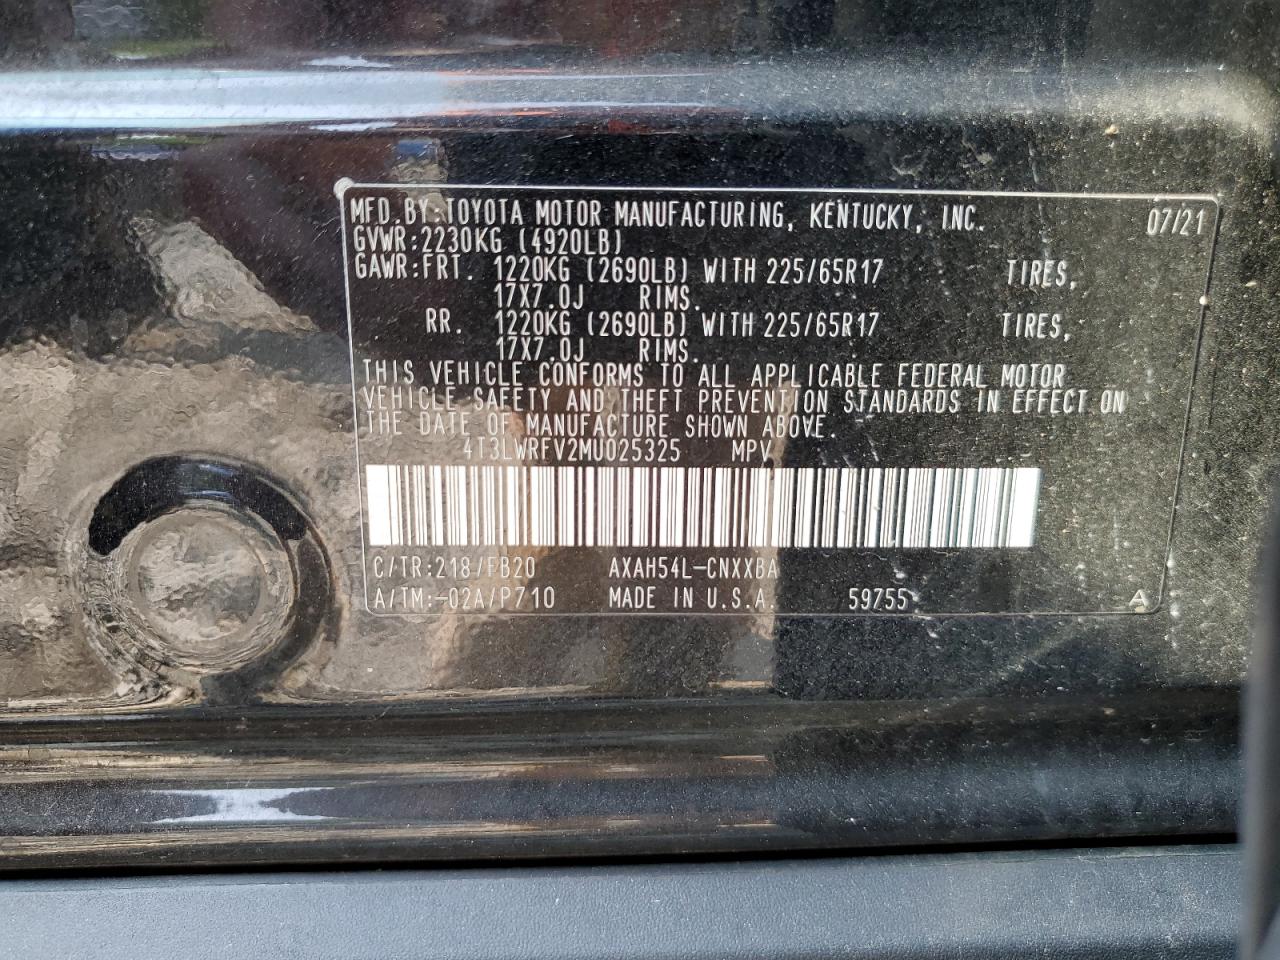 MFD. BY: TOYOTA MOTOR MANUFACTURING, KENTUCKY, INC. 07/21
GVWR: 2230KG (4920LB)
GAWR: FRT. 1220KG (2690LB) WITH 225/65R17 TIRES,
17X7.0J RIMS.
RR. 1220KG (2690LB) WITH 225/65R17 TIRES,
17X7.0J RIMS.
THIS VEHICLE CONFORMS TO ALL APPLICABLE FEDERAL MOTOR
VEHICLE SAFETY AND THEFT PREVENTION STANDARDS IN EFFECT ON
THE DATE OF MANUFACTURE SHOWN ABOVE.
4T3LWRFV2MU025325 MPV
C/TR: 218/FB20 AXAH54L-CNXXBA
A/TM: -02A/P710 MADE IN U.S.A. 59755 A